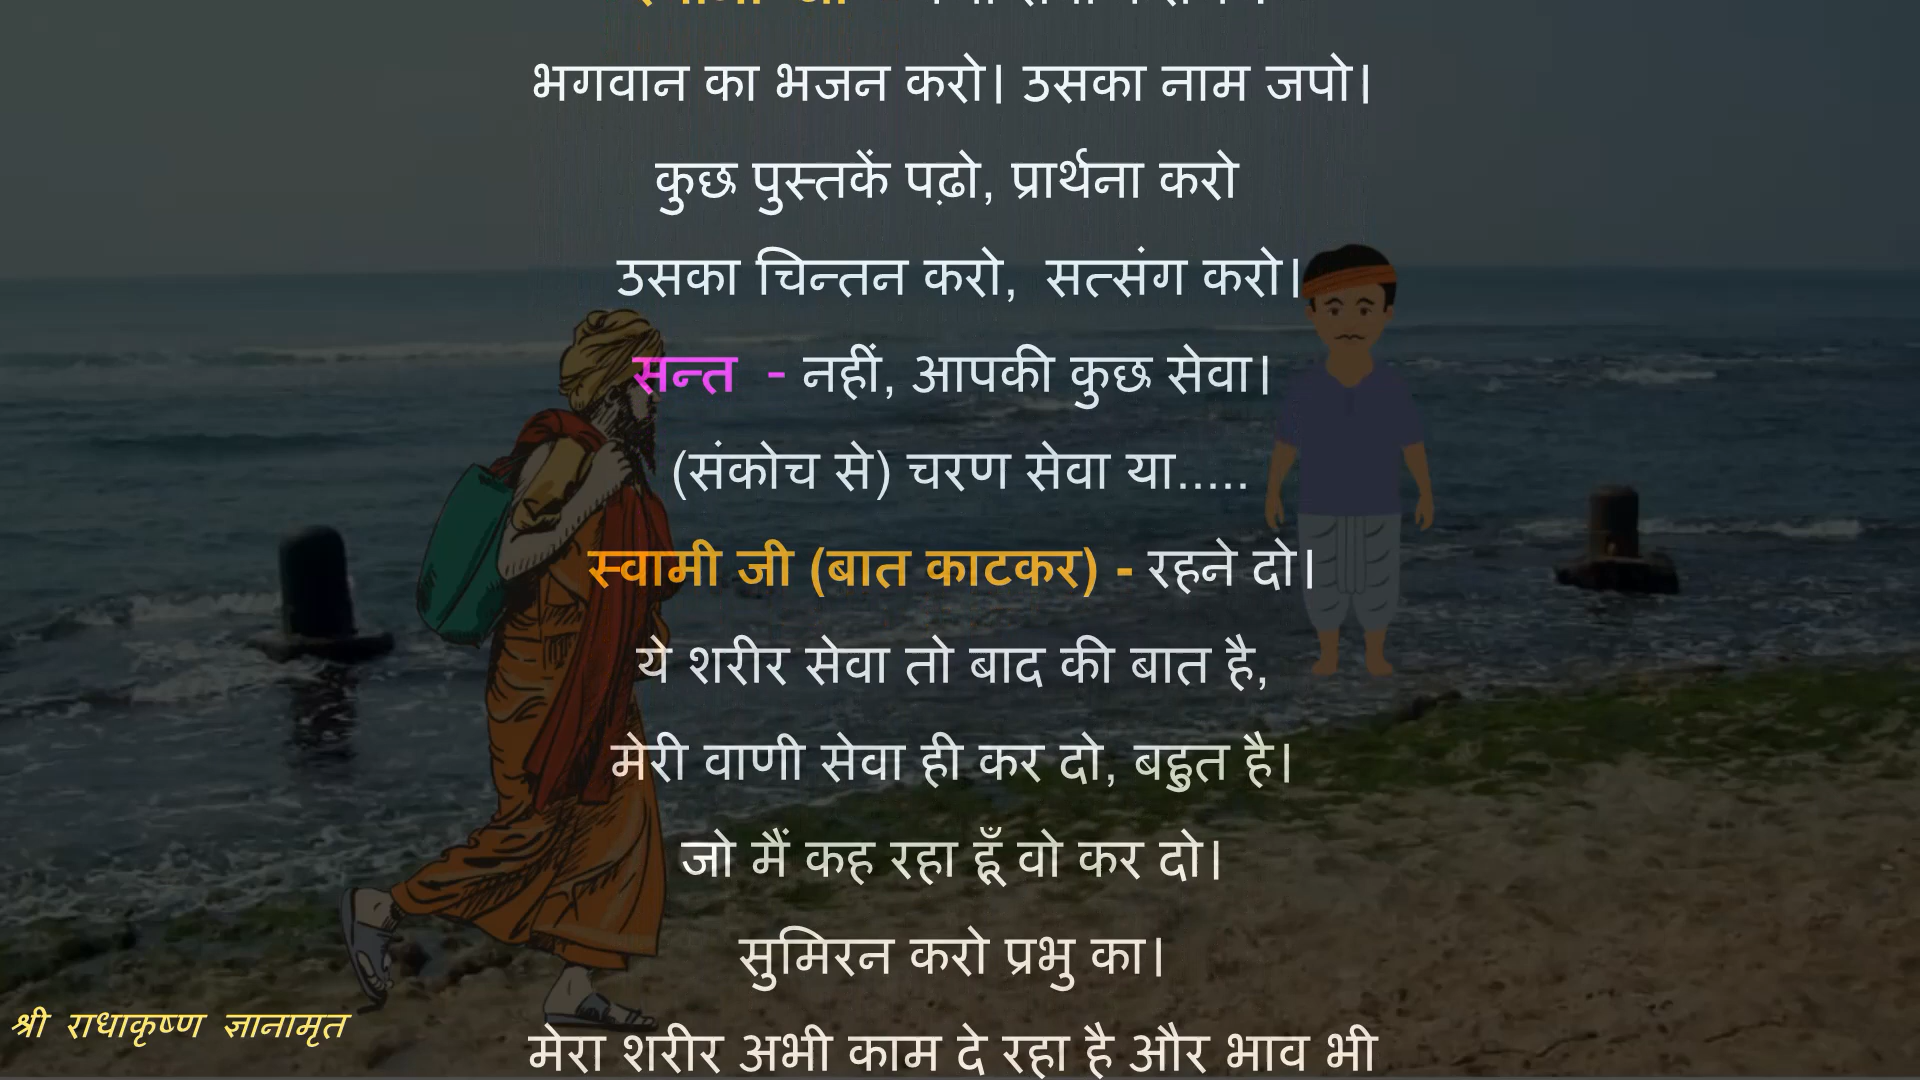 भगवान का भजन करो। उसका नाम जपो।
कुछ पुस्तकें पढ़ो, प्रार्थना करो
उसका चिन्तन करो, सत्संग करो।
सन्त - नहीं, आपकी कुछ सेवा।
(संकोच से) चरण सेवा या.....
स्वामी जी (बात काटकर) - रहने दो।
ये शरीर सेवा तो बाद की बात है,
मेरी वाणी सेवा ही कर दो, बहुत है।
जो मैं कह रहा हूँ वो कर दो।
सुमिरन करो प्रभु का।
श्री राधाकृष्ण ज्ञानामृत
मेरा शरीर अभी काम दे रहा है और भाव भी